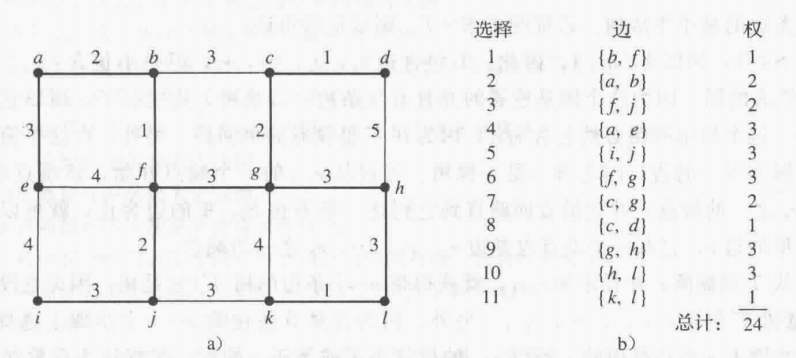 a 2 b 3 c 1 d
3 1 2 5
e 4 f 3 g 3 h
4 2 4 3
3 3 1
i j k l
a)
选择 边 权
1 {b, f} 1
2 {a, b} 2
3 {f, j} 2
4 {a, e} 3
5 {i, j} 3
6 {f, g} 3
7 {c, g} 2
8 {c, d} 1
9 {g, h} 3
10 {h, l} 3
11 {k, l} 1
总计: 24
b)